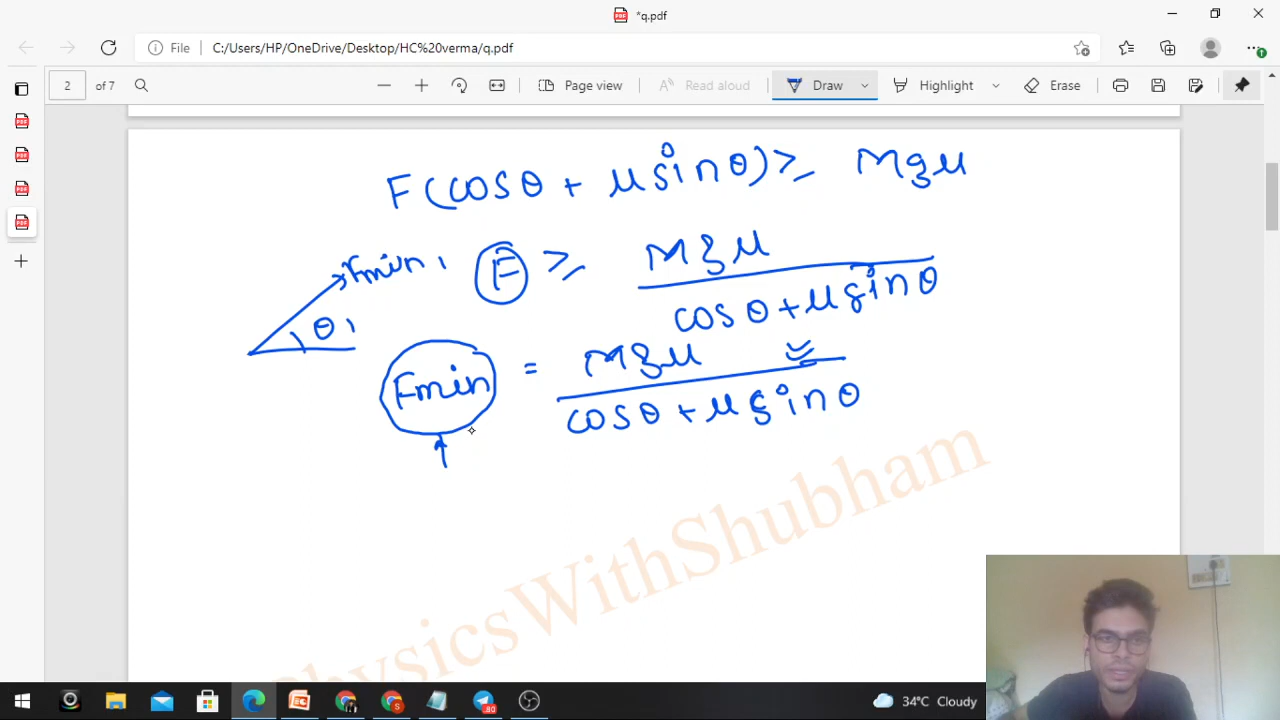 *q.pdf
File C:/Users/HP/OneDrive/Desktop/HC%20verma/q.pdf
2 of 7 Page view Read aloud Draw Highlight Erase
F(cosθ + μsinθ) ≥ Mgμ
F ≥ Mgμ / cosθ + μsinθ
Fmin,
θ,
Fmin = Mgμ / cosθ + μsinθ
PhysicsWithShubham
34°C Cloudy